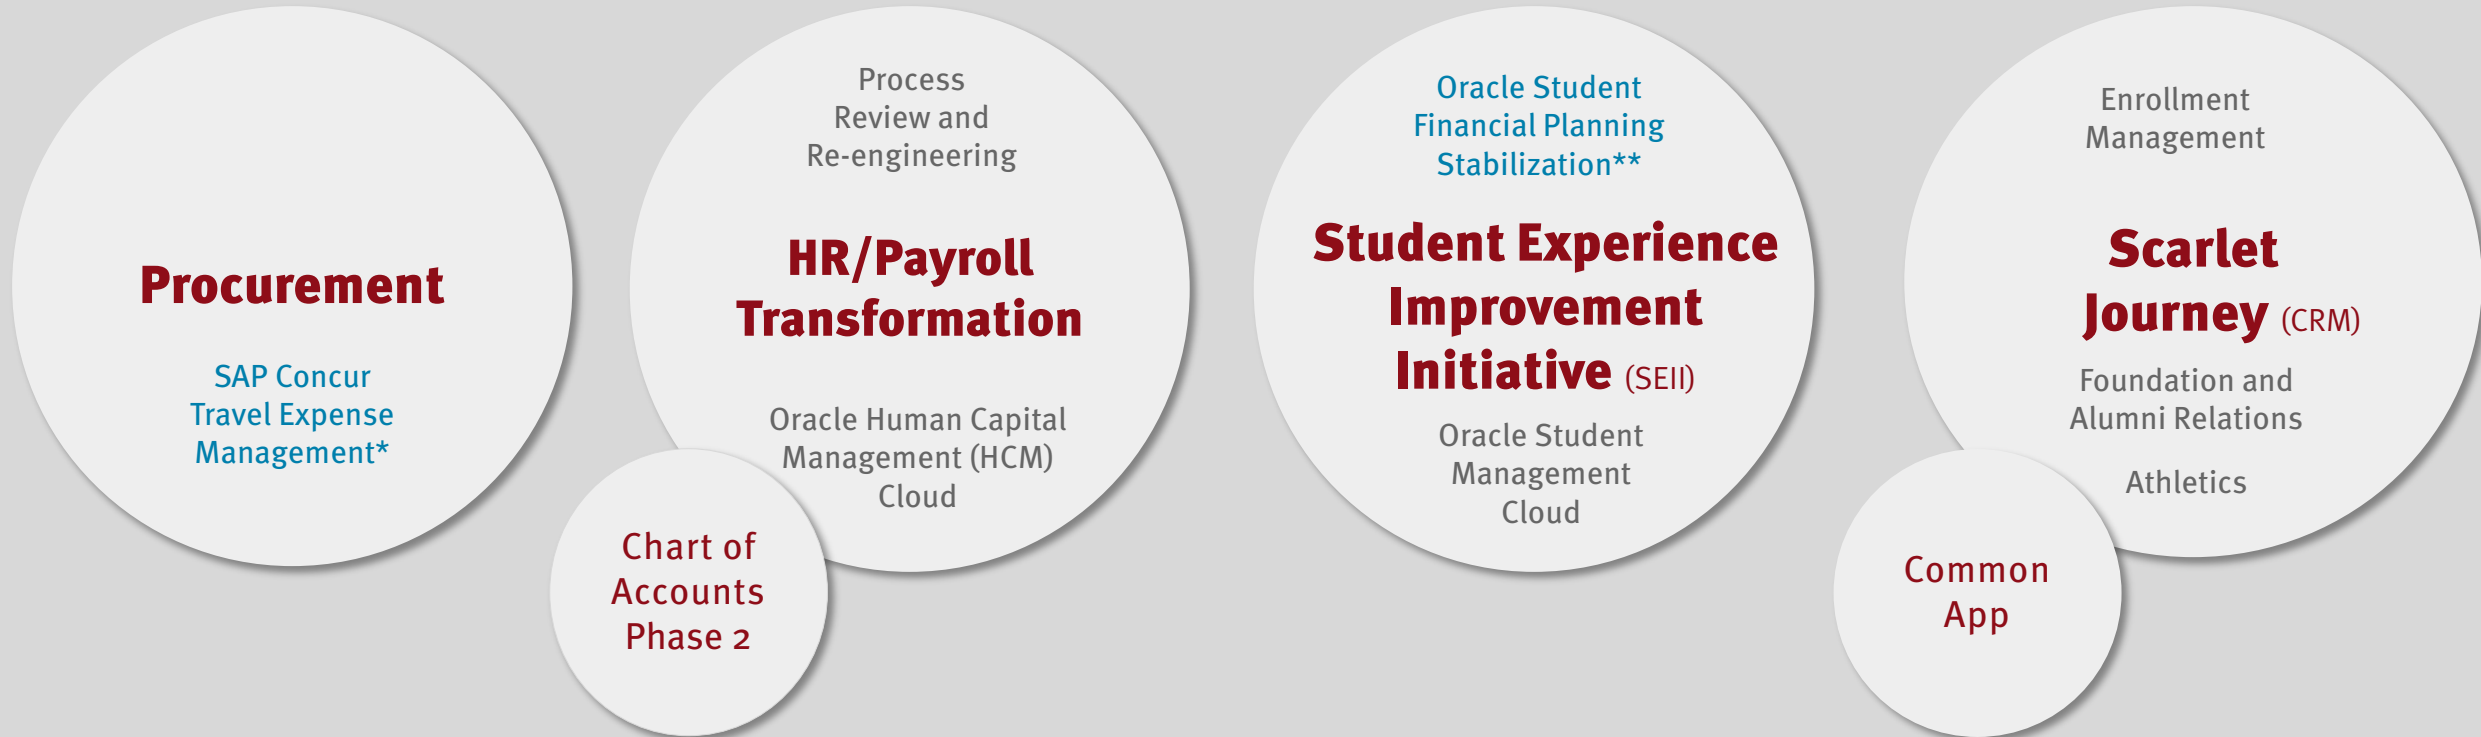 Procurement
SAP Concur
Travel Expense
Management*
Process
Review and
Re-engineering
HR/Payroll
Transformation
Oracle Human Capital
Management (HCM)
Cloud
Chart of
Accounts
Phase 2
Oracle Student
Financial Planning
Stabilization**
Student Experience
Improvement
Initiative (SEII)
Oracle Student
Management
Cloud
Enrollment
Management
Scarlet
Journey (CRM)
Foundation and
Alumni Relations
Athletics
Common
App